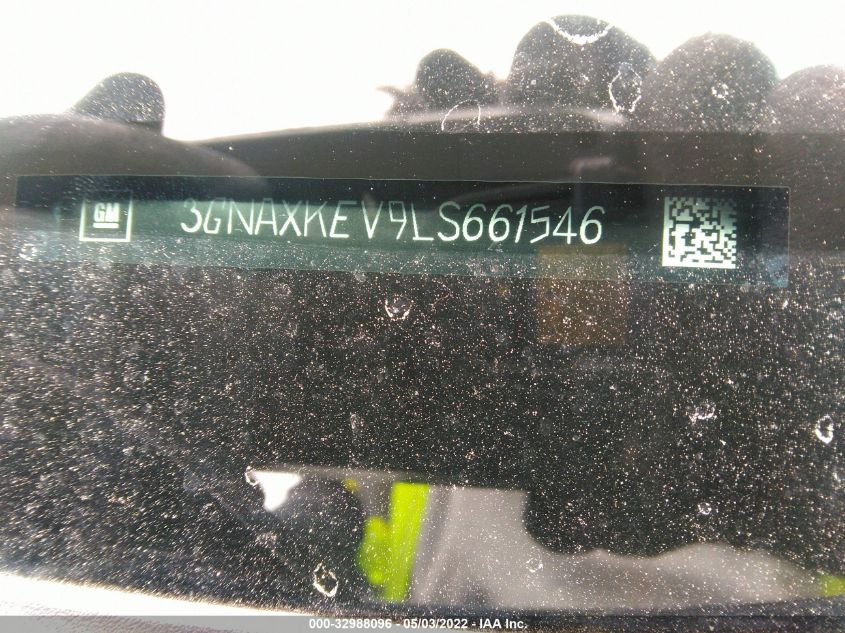 GM 3GNAXKEV9LS661546
000-32988096 - 05/03/2022 - IAA Inc.